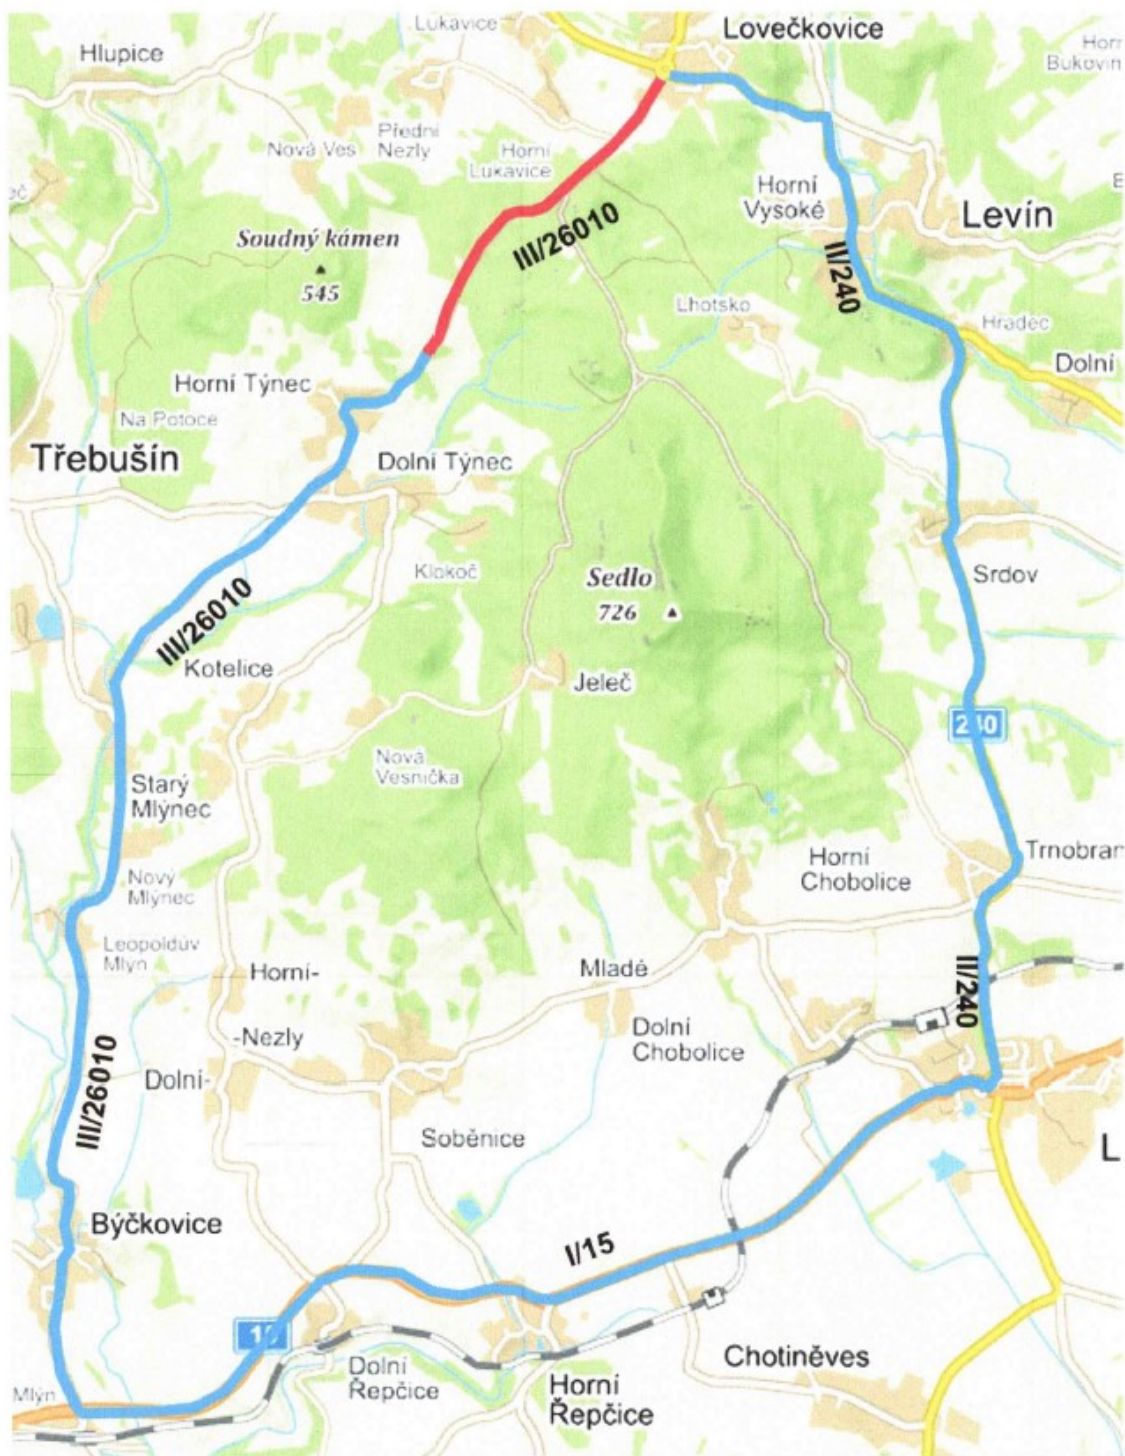 Lukavice
Lovečkovice
Hlupice
Horr
Bukovin
Přední
Nezly
Nová Ves
Horní
Lukavice
Horní
Vysoké
Levín
Soudný kámen
545
III/26010
II/240
Lhotsko
Hradec
Dolní
Horní Týnec
Na Potoce
Třebušín
Dolní Týnec
Klokoč
Sedlo
726
Srdov
III/26010
Kotelice
Jeleč
240
Nová
Vesnička
Starý
Mlýnec
Trnobran
Horní
Chobolice
Nový
Mlýnec
Leopoldův
Mlýn
Horní-
Mladé
II/240
-Nezly
Dolní
Chobolice
Dolní-
III/26010
Soběnice
L
Býčkovice
I/15
Chotiněves
Dolní
Řepčice
Horní
Řepčice
Mlýn